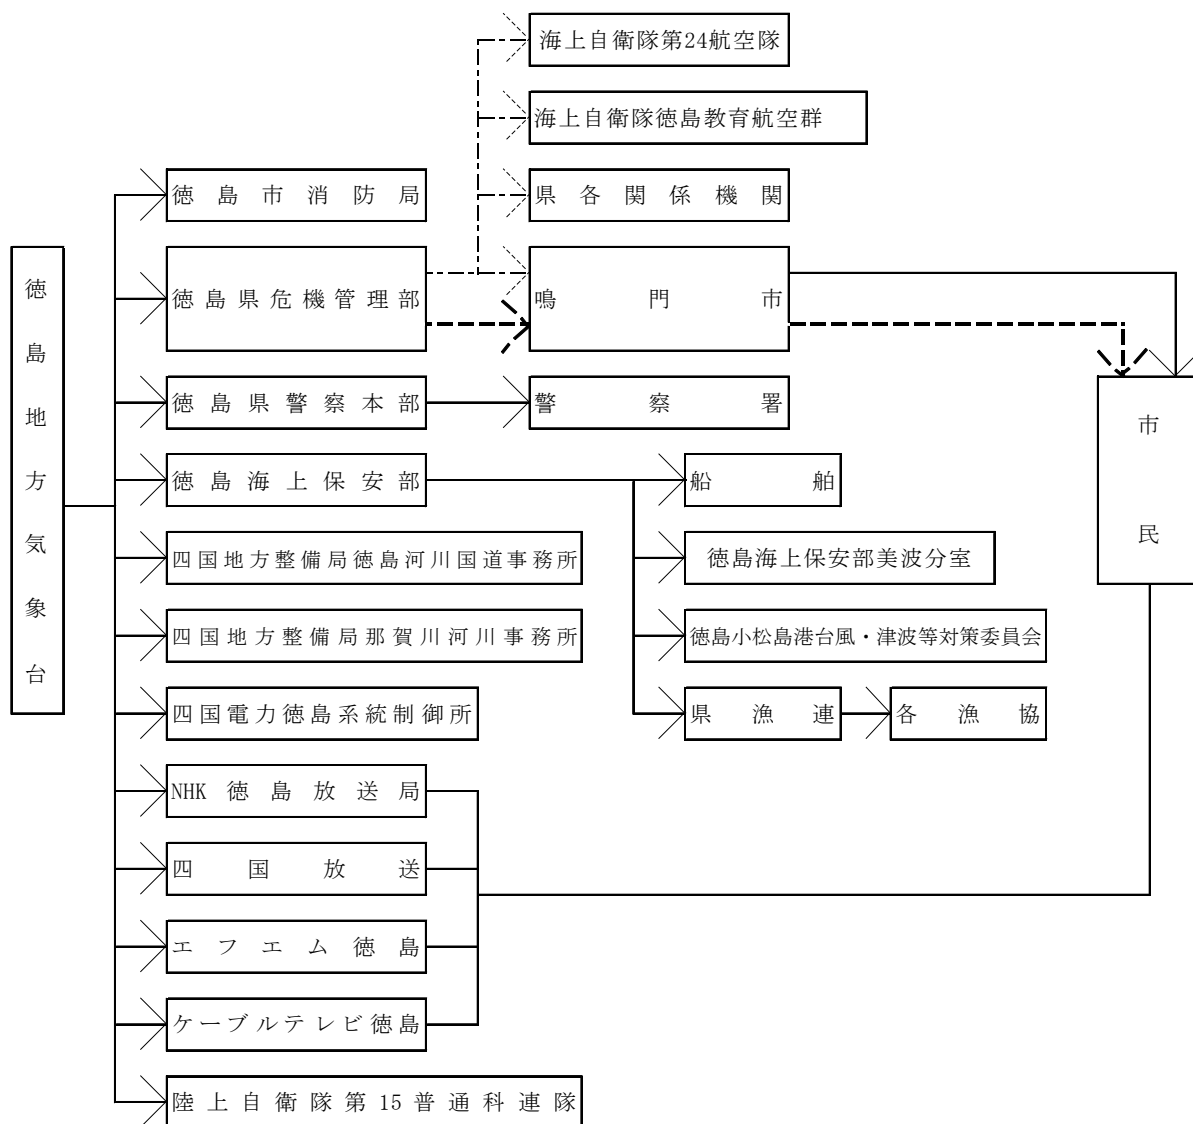 海上自衛隊第24航空隊
海上自衛隊徳島教育航空群
徳島市消防局
県各関係機関
徳島地方気象台
徳島県危機管理部
鳴門市
徳島県警察本部
警察署
市民
徳島海上保安部
船舶
四国地方整備局徳島河川国道事務所
徳島海上保安部美波分室
四国地方整備局那賀川河川事務所
徳島小松島港台風・津波等対策委員会
四国電力徳島系統制御所
県漁連
各漁協
NHK徳島放送局
四国放送
エフエム徳島
ケーブルテレビ徳島
陸上自衛隊第15普通科連隊